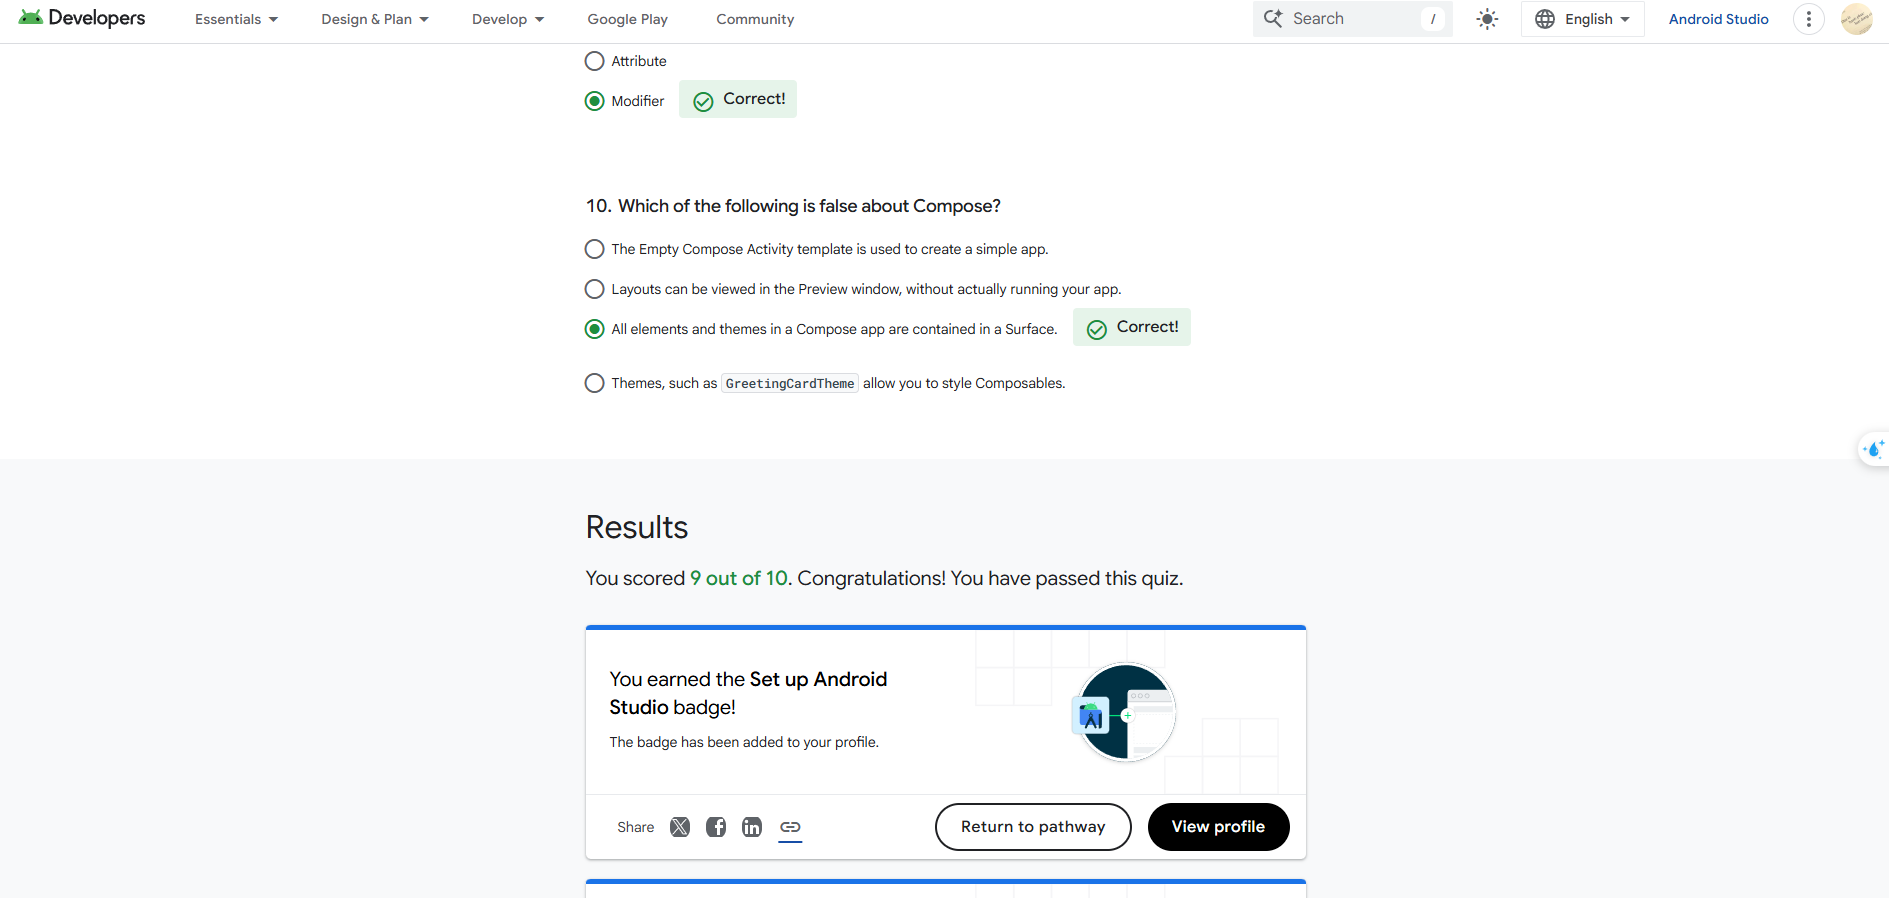 Developers
Essentials
Design & Plan
Develop
Google Play
Community
Search
/
English
Android Studio
Attribute
Modifier
Correct!
10. Which of the following is false about Compose?
The Empty Compose Activity template is used to create a simple app.
Layouts can be viewed in the Preview window, without actually running your app.
All elements and themes in a Compose app are contained in a Surface.
Correct!
Themes, such as GreetingCardTheme allow you to style Composables.
Results
You scored 9 out of 10. Congratulations! You have passed this quiz.
You earned the Set up Android
Studio badge!
The badge has been added to your profile.
Share
Return to pathway
View profile